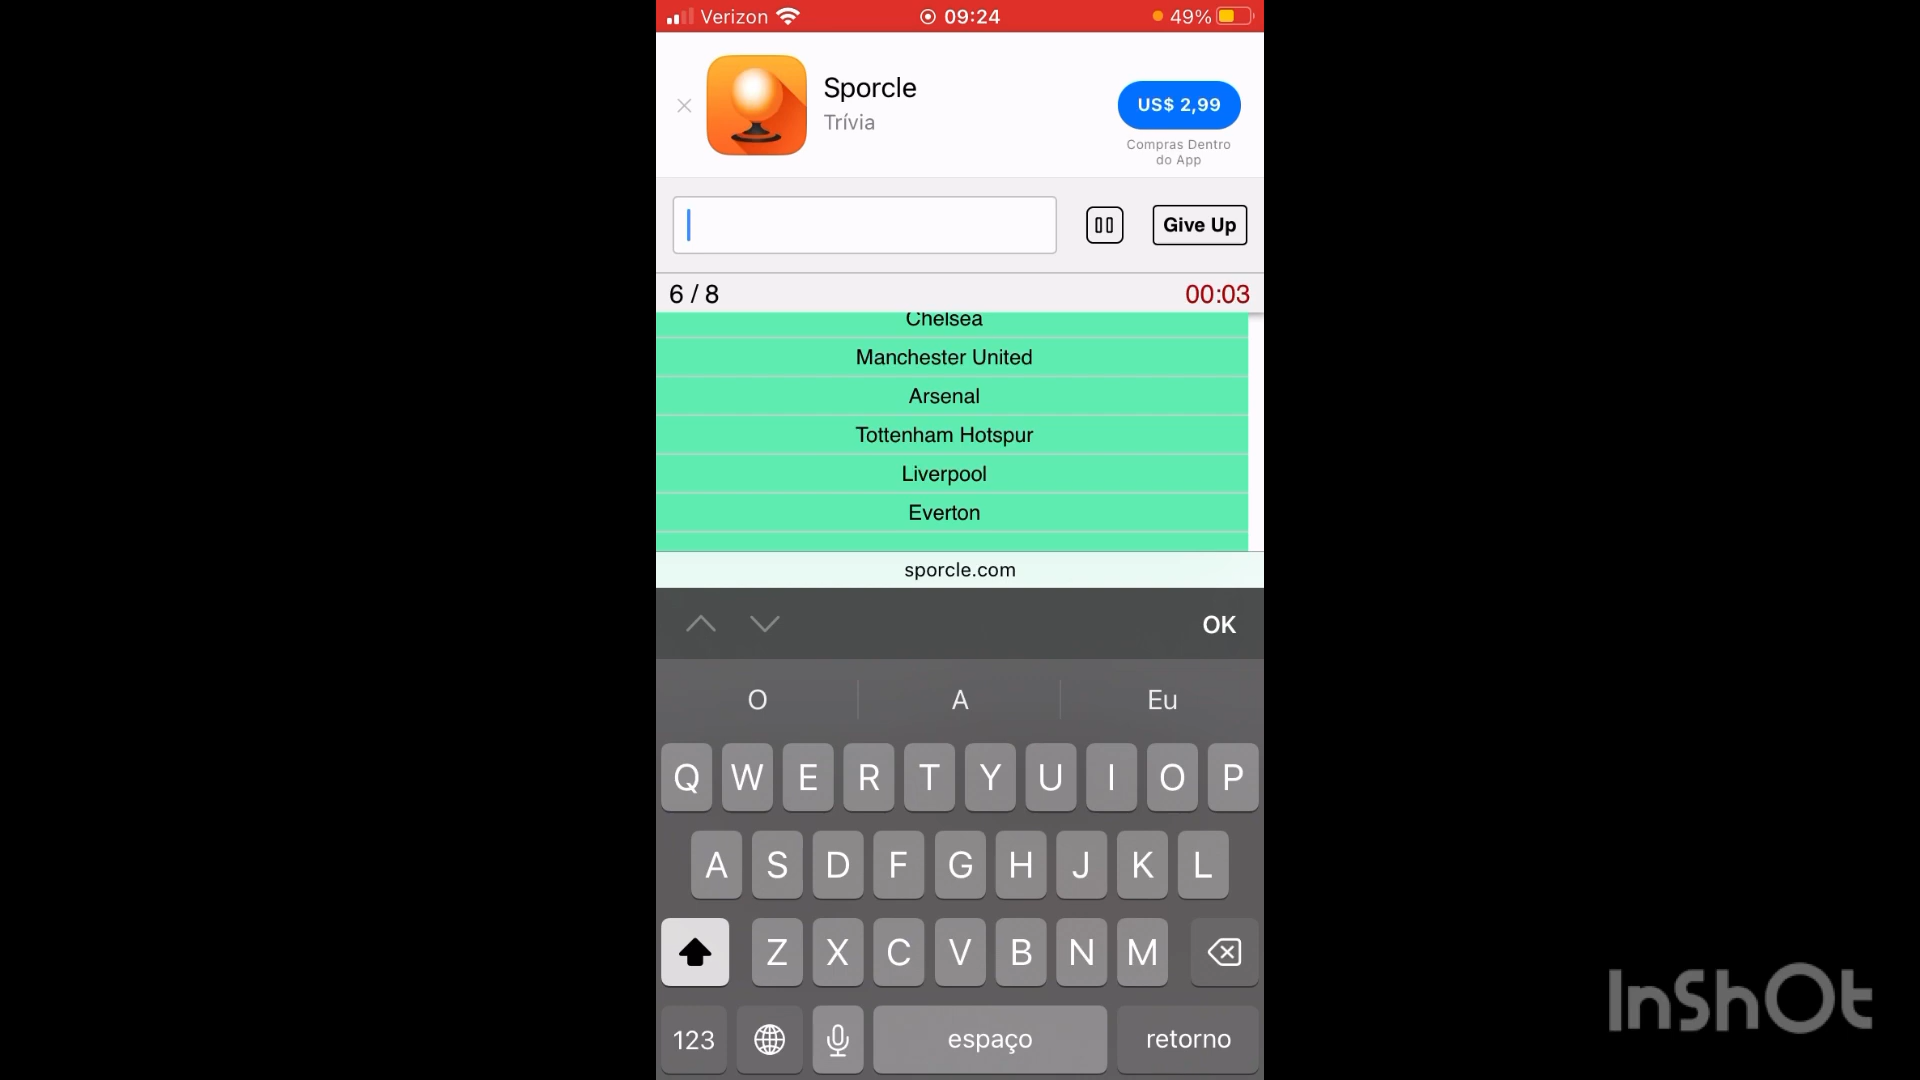 Verizon 09:24 49%
Sporcle
Trívia
US$ 2,99
Compras Dentro
do App
Give Up
6 / 8 00:03
Chelsea
Manchester United
Arsenal
Tottenham Hotspur
Liverpool
Everton
sporcle.com
OK
O A Eu
Q W E R T Y U I O P
A S D F G H J K L
Z X C V B N M
123 espaço retorno
InShOt